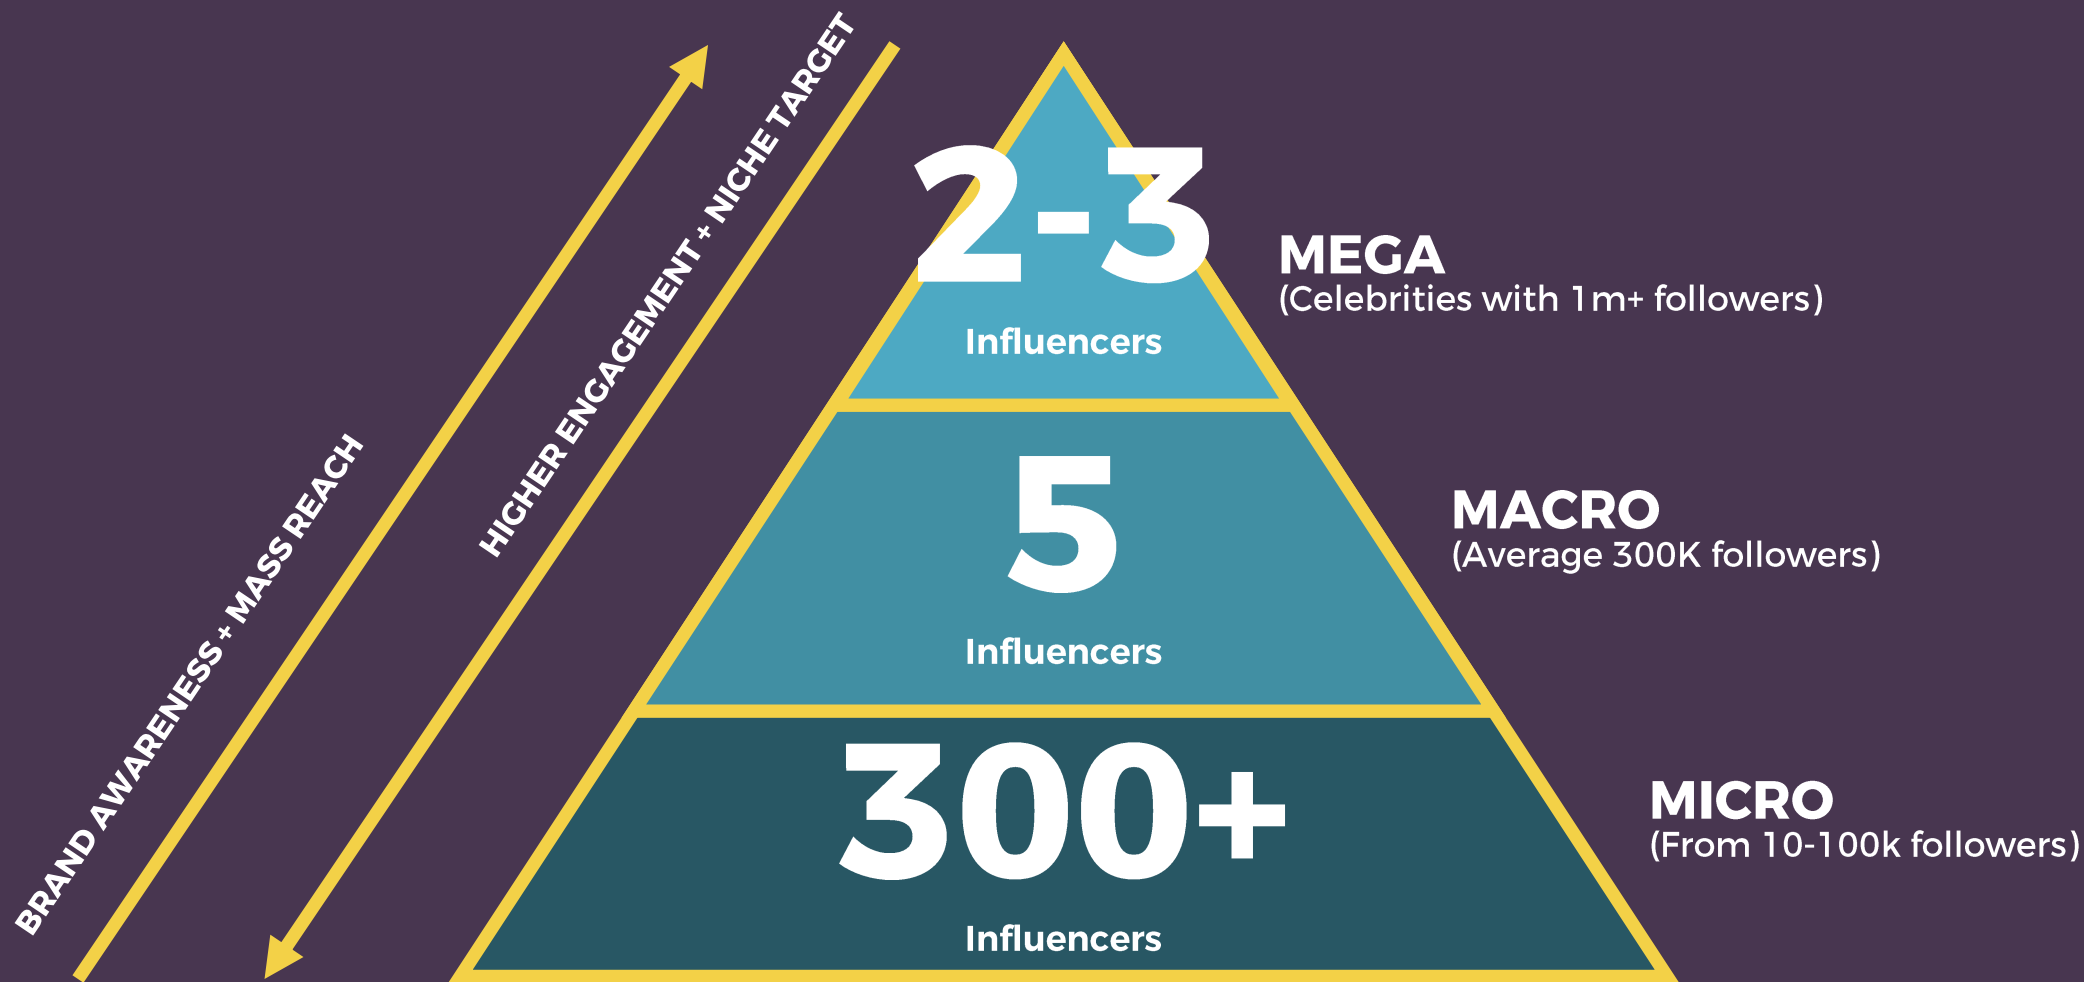 BRAND AWARENESS + MASS REACH
HIGHER ENGAGEMENT + NICHE TARGET
2-3
Influencers
MEGA
(Celebrities with 1m+ followers)
5
Influencers
MACRO
(Average 300K followers)
300+
Influencers
MICRO
(From 10-100k followers)